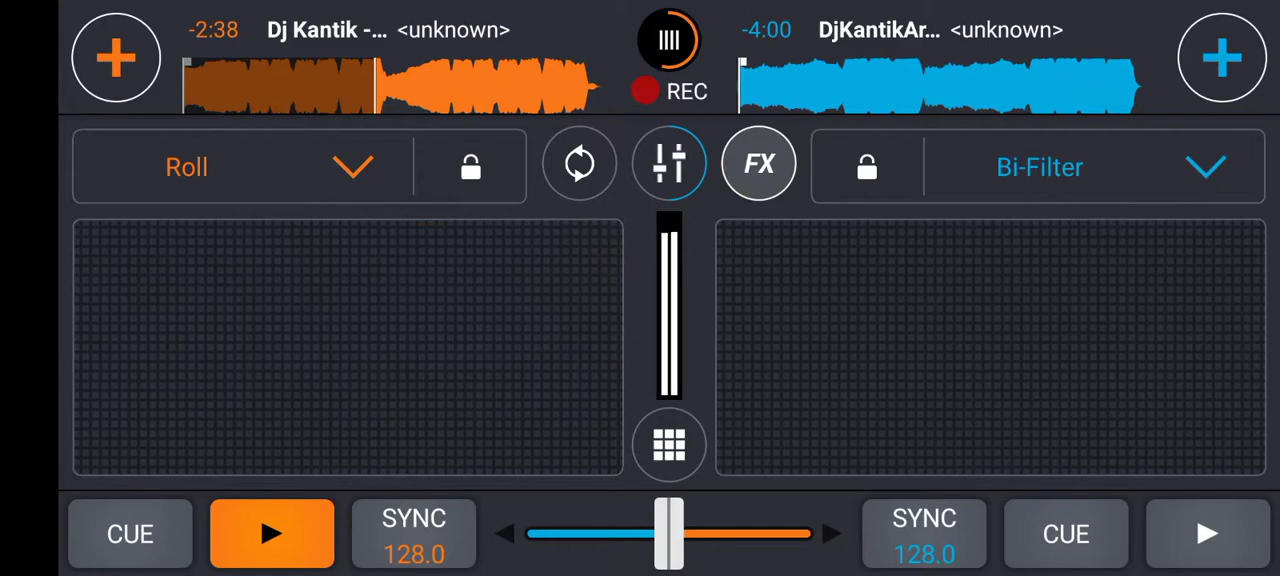 -2:38 Dj Kantik -... <unknown>
-4:00 DjKantikAr... <unknown>
REC
Roll
FX
Bi-Filter
CUE
SYNC
128.0
SYNC
128.0
CUE